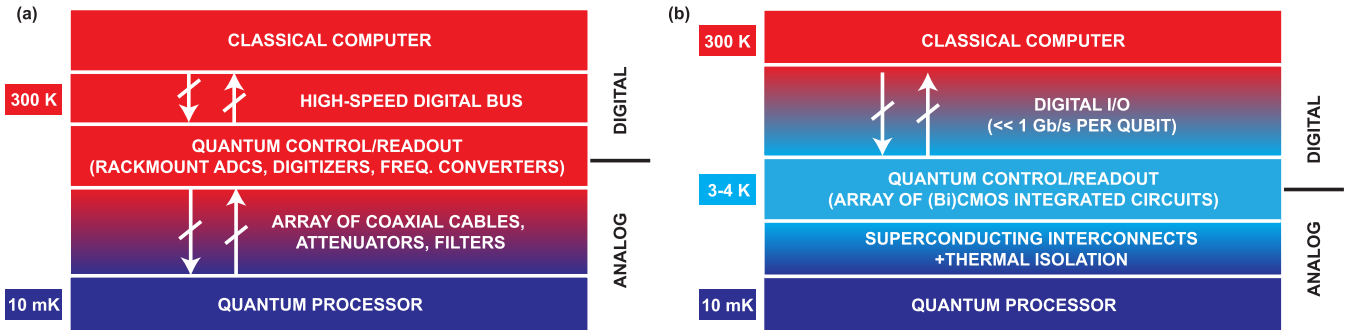 (a)
CLASSICAL COMPUTER
300 K
HIGH-SPEED DIGITAL BUS
QUANTUM CONTROL/READOUT
(RACKMOUNT ADCS, DIGITIZERS, FREQ. CONVERTERS)
ARRAY OF COAXIAL CABLES,
ATTENUATORS, FILTERS
10 mK
QUANTUM PROCESSOR
DIGITAL
ANALOG
(b)
300 K
CLASSICAL COMPUTER
DIGITAL I/O
(<< 1 Gb/s PER QUBIT)
3-4 K
QUANTUM CONTROL/READOUT
(ARRAY OF (Bi)CMOS INTEGRATED CIRCUITS)
SUPERCONDUCTING INTERCONNECTS
+THERMAL ISOLATION
10 mK
QUANTUM PROCESSOR
DIGITAL
ANALOG